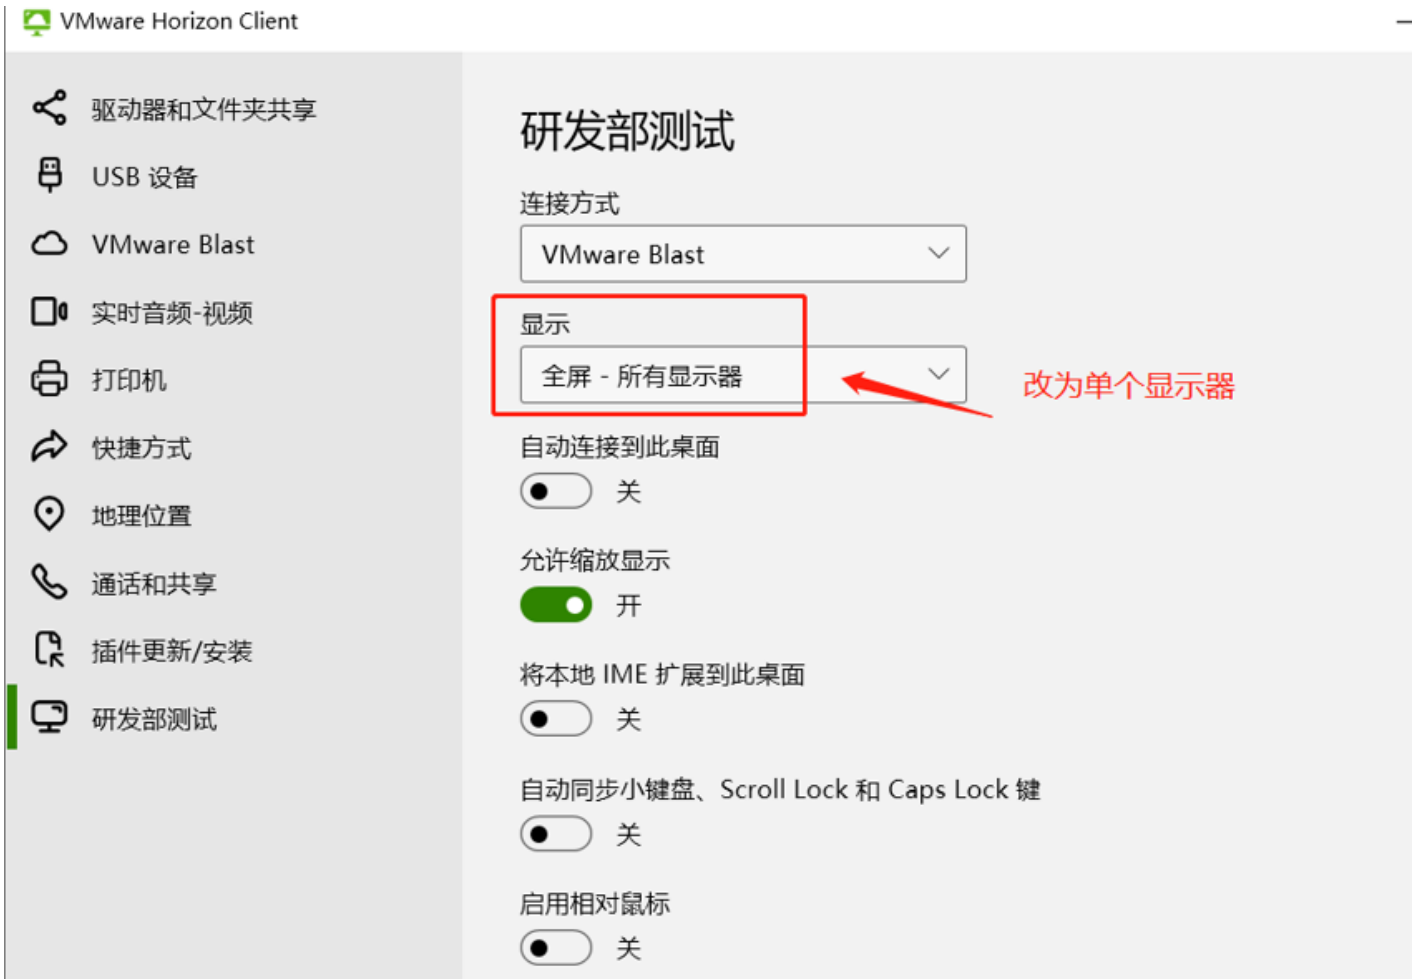 VMware Horizon Client
驱动器和文件夹共享
USB 设备
VMware Blast
实时音频-视频
打印机
快捷方式
地理位置
通话和共享
插件更新/安装
研发部测试
研发部测试
连接方式
VMware Blast
显示
全屏 - 所有显示器
改为单个显示器
自动连接到此桌面
关
允许缩放显示
开
将本地 IME 扩展到此桌面
关
自动同步小键盘、Scroll Lock 和 Caps Lock 键
关
启用相对鼠标
关